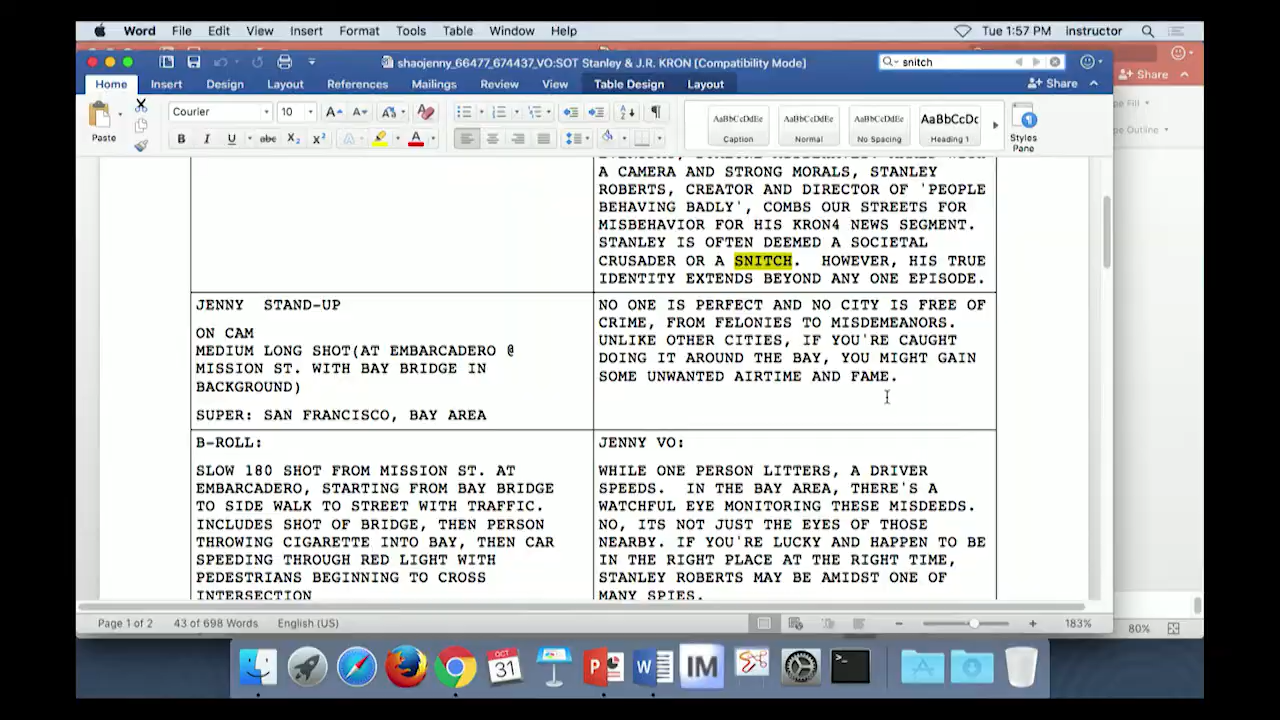 Word File Edit View Insert Format Tools Table Window Help Tue 1:57 PM instructor
shaojenny_66477_674437_VO:SOT Stanley & J.R. KRON [Compatibility Mode] snitch
Home Insert Design Layout References Mailings Review View Table Design Layout Share
Share
Paste Courier 10 AaBbCcDdEe AaBbCcDdEe AaBbCcDdEe AaBbCcDc
Caption Normal No Spacing Heading 1 Styles Pane
A CAMERA AND STRONG MORALS, STANLEY
ROBERTS, CREATOR AND DIRECTOR OF 'PEOPLE
BEHAVING BADLY', COMBS OUR STREETS FOR
MISBEHAVIOR FOR HIS KRON4 NEWS SEGMENT.
STANLEY IS OFTEN DEEMED A SOCIETAL
CRUSADER OR A SNITCH. HOWEVER, HIS TRUE
IDENTITY EXTENDS BEYOND ANY ONE EPISODE.
JENNY STAND-UP
ON CAM
MEDIUM LONG SHOT(AT EMBARCADERO @
MISSION ST. WITH BAY BRIDGE IN
BACKGROUND)
SUPER: SAN FRANCISCO, BAY AREA
NO ONE IS PERFECT AND NO CITY IS FREE OF
CRIME, FROM FELONIES TO MISDEMEANORS.
UNLIKE OTHER CITIES, IF YOU'RE CAUGHT
DOING IT AROUND THE BAY, YOU MIGHT GAIN
SOME UNWANTED AIRTIME AND FAME.
B-ROLL:
SLOW 180 SHOT FROM MISSION ST. AT
EMBARCADERO, STARTING FROM BAY BRIDGE
TO SIDE WALK TO STREET WITH TRAFFIC.
INCLUDES SHOT OF BRIDGE, THEN PERSON
THROWING CIGARETTE INTO BAY, THEN CAR
SPEEDING THROUGH RED LIGHT WITH
PEDESTRIANS BEGINNING TO CROSS
INTERSECTION
JENNY VO:
WHILE ONE PERSON LITTERS, A DRIVER
SPEEDS. IN THE BAY AREA, THERE'S A
WATCHFUL EYE MONITORING THESE MISDEEDS.
NO, ITS NOT JUST THE EYES OF THOSE
NEARBY. IF YOU'RE LUCKY AND HAPPEN TO BE
IN THE RIGHT PLACE AT THE RIGHT TIME,
STANLEY ROBERTS MAY BE AMIDST ONE OF
MANY SPIES.
Page 1 of 2 43 of 698 Words English (US) 183%
80%
OCT
31
IM